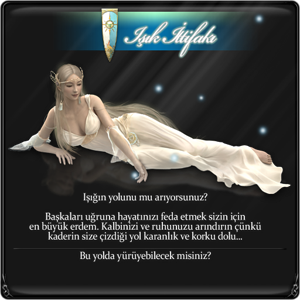 Işık İttifakı
Işığın yolunu mu arıyorsunuz?
Başkaları uğruna hayatınızı feda etmek sizin için
en büyük erdem. Kalbinizi ve ruhunuzu arındırın çünkü
kaderin size çizdiği yol karanlık ve korku dolu...
Bu yolda yürüyebilecek misiniz?